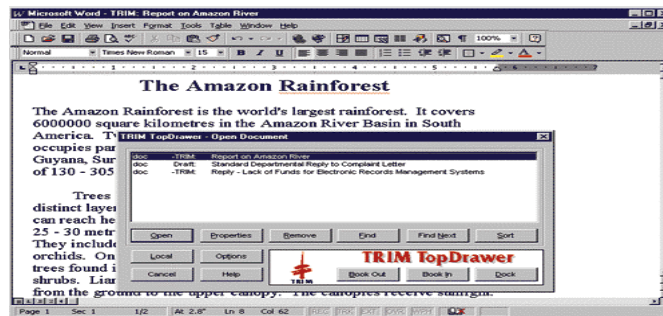 Microsoft Word - TRIM: Report on Amazon River
File Edit View Insert Format Tools Table Window Help
100%
Normal Times New Roman 15 B I U
The Amazon Rainforest
The Amazon Rainforest is the world's largest rainforest. It covers
6000000 square kilometres in the Amazon River Basin in South
America. T
occupies par
Guyana, Sur
of 130 - 305
TRIM TopDrawer - Open Document
doc -TRIM: Report on Amazon River
doc Draft: Standard Departmental Reply to Complaint Letter
doc -TRIM: Reply - Lack of Funds for Electronic Records Management Systems
Trees
distinct layer
can reach he
25 - 30 metr
They include
orchids. On
trees found i
shrubs. Lian
Open Properties Remove Find Find Next Sort
Local Options TRIM TopDrawer
Cancel Help TRIM Book Out Book In Dock
from the ground to the upper canopy. The canopies receive sunlight.
Page 1 Sec 1 1/2 At 2.8" Ln 8 Col 62 REC TRK EXT OVR WPH